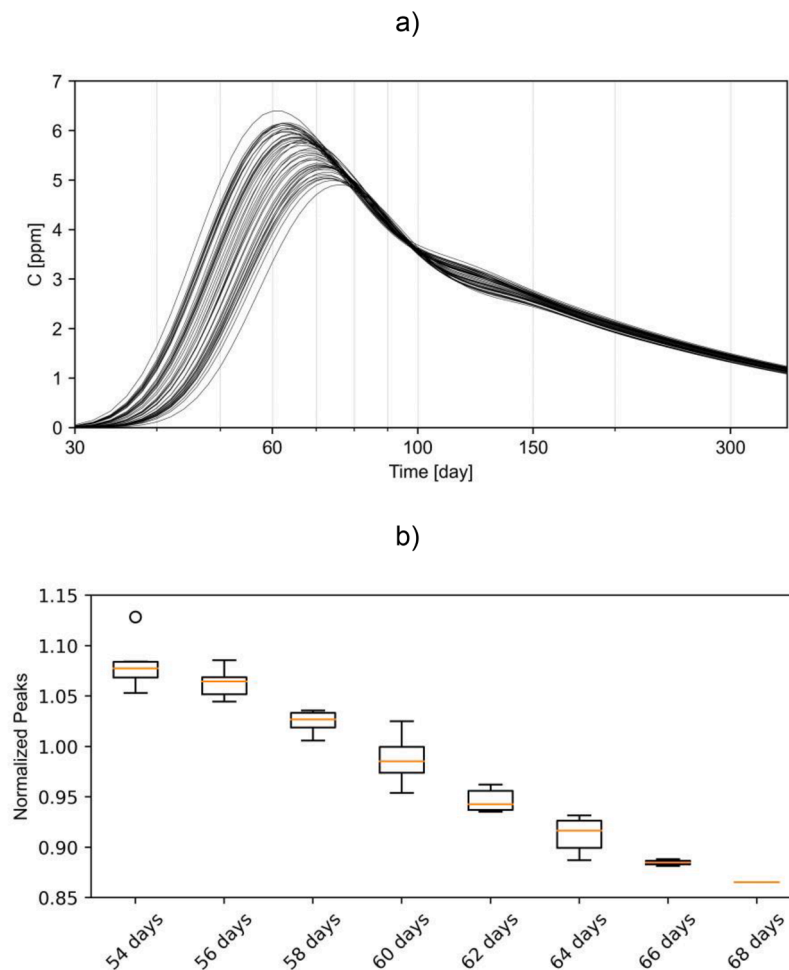 a)
7
6
5
4
3
2
1
0
C [ppm]
30
60
100
150
300
Time [day]
b)
1.15
1.10
1.05
1.00
0.95
0.90
0.85
Normalized Peaks
54 days
56 days
58 days
60 days
62 days
64 days
66 days
68 days